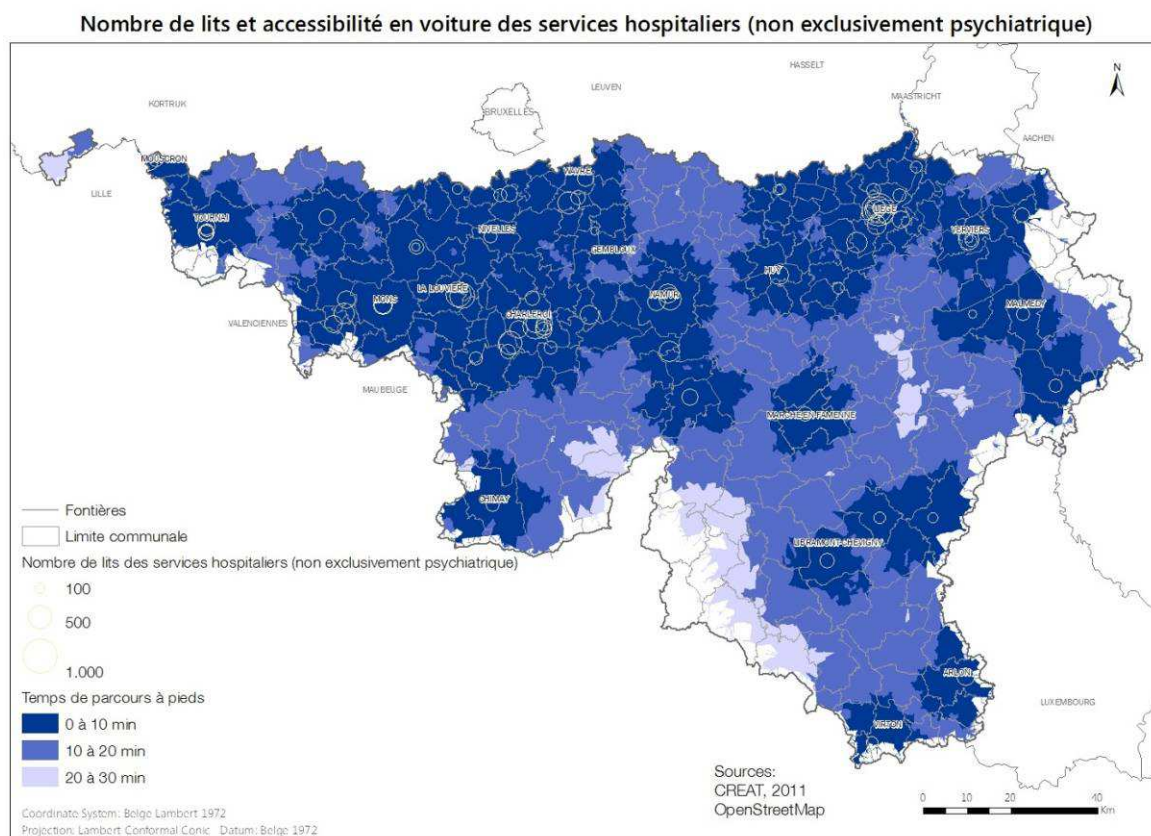 Nombre de lits et accessibilité en voiture des services hospitaliers (non exclusivement psychiatrique)
HASSELT
N
LEUVEN
MAASTRICHT
KORTRIJK
BRUXELLES
AACHEN
MOUSCRON
LILLE
WAVRE
TOURNAI
LIEGE
NIVELLES
VERVIERS
GEMBLOUX
HUY
LA LOUVIERE
NAMUR
MONS
MALMEDY
CHARLEROI
VALENCIENNES
MAUBEUGE
MARCHE-EN-FAMENNE
CHIMAY
Fontières
Limite communale
LIBRAMONT-CHEVIGNY
Nombre de lits des services hospitaliers (non exclusivement psychiatrique)
100
500
1.000
ARLON
Temps de parcours à pieds
LUXEMBOURG
0 à 10 min
VIRTON
10 à 20 min
20 à 30 min
Sources:
CREAT, 2011
OpenStreetMap
0 5 10 20 40
Km
Coordinate System: Belge Lambert 1972
Projection: Lambert Conformal Conic Datum: Belge 1972